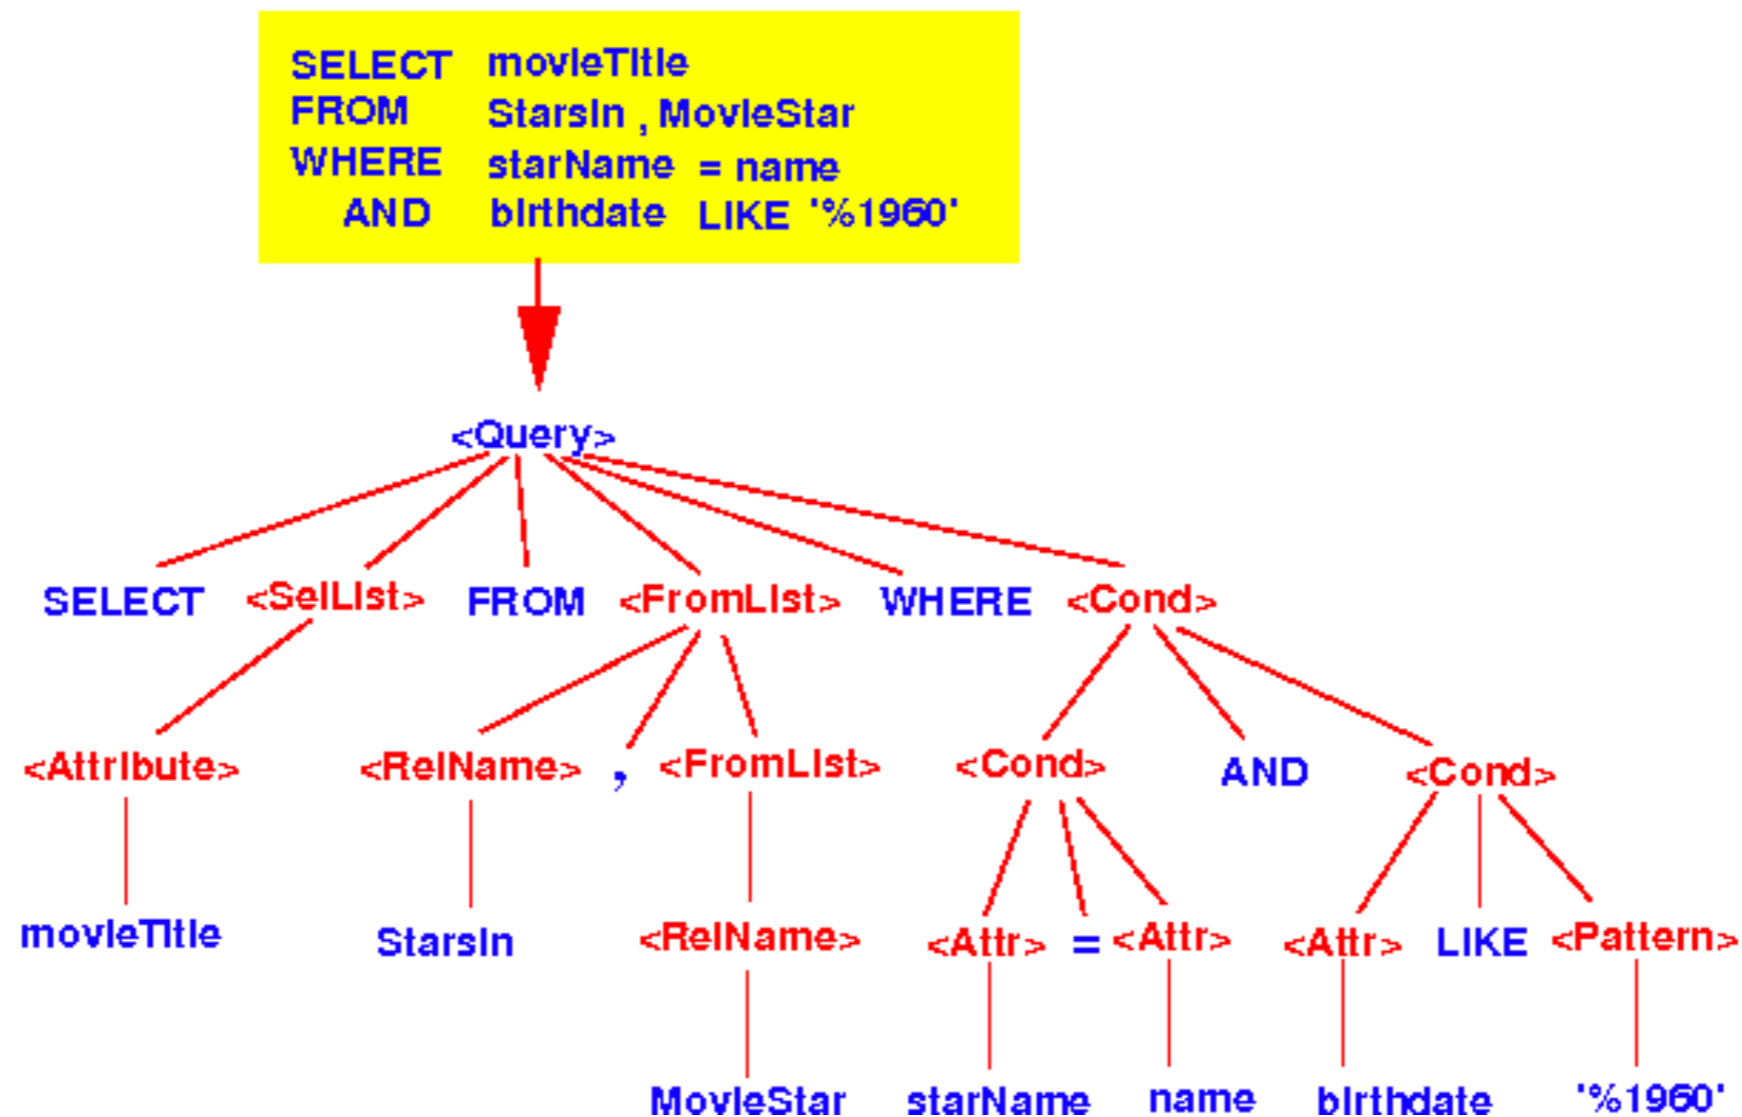 SELECT movieTitle
FROM StarsIn , MovieStar
WHERE starName = name
AND birthdate LIKE '%1960'
<Query>
SELECT <SelList> FROM <FromList> WHERE <Cond>
<Attribute> <RelName> , <FromList> <Cond> AND <Cond>
movieTitle StarsIn <RelName> <Attr> = <Attr> <Attr> LIKE <Pattern>
MovieStar starName name birthdate '%1960'